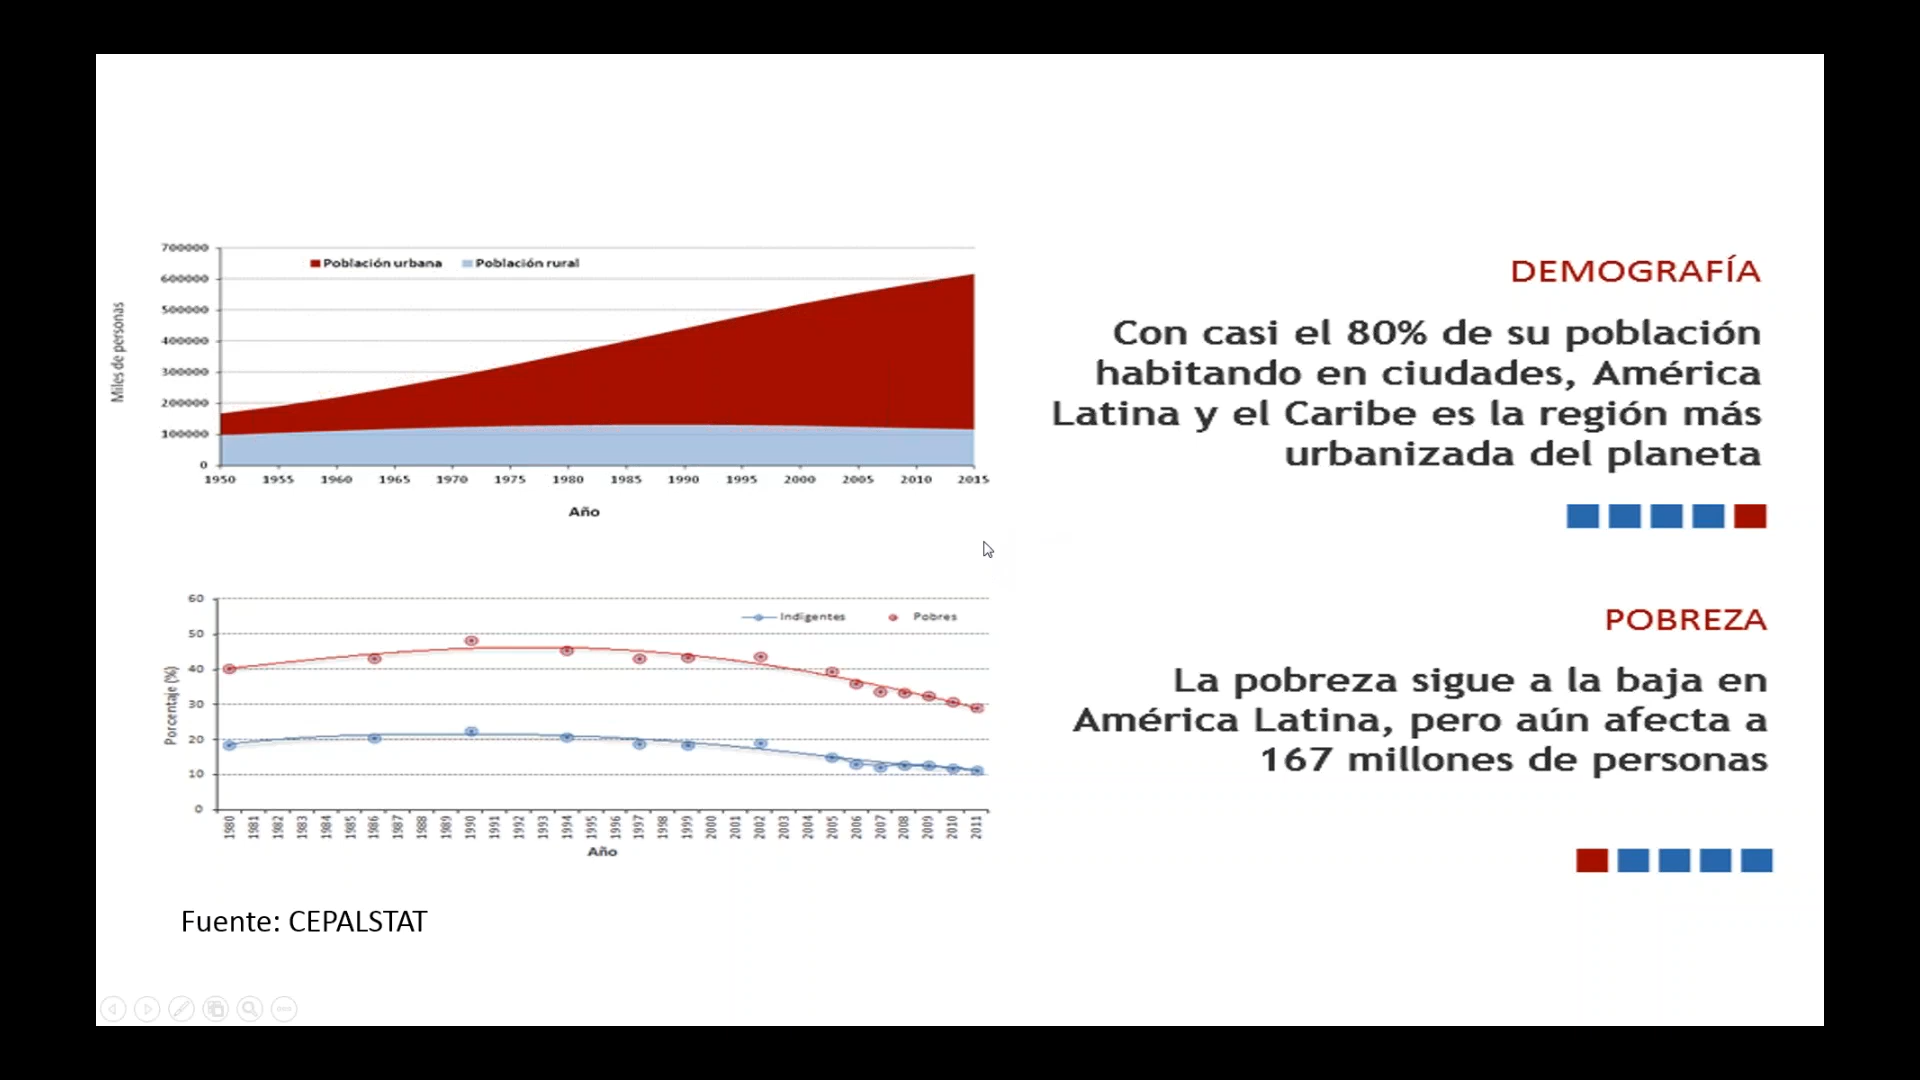 700000
Población urbana Población rural
600000
500000
400000
300000
200000
100000
0
1950 1955 1960 1965 1970 1975 1980 1985 1990 1995 2000 2005 2010 2015
Miles de personas
Año
DEMOGRAFÍA
Con casi el 80% de su población
habitando en ciudades, América
Latina y el Caribe es la región más
urbanizada del planeta
60
Indigentes Pobres
50
40
30
20
10
0
1980 1981 1982 1983 1984 1985 1986 1987 1988 1989 1990 1991 1992 1993 1994 1995 1996 1997 1998 1999 2000 2001 2002 2003 2004 2005 2006 2007 2008 2009 2010 2011
Porcentaje (%)
Año
POBREZA
La pobreza sigue a la baja en
América Latina, pero aún afecta a
167 millones de personas
Fuente: CEPALSTAT